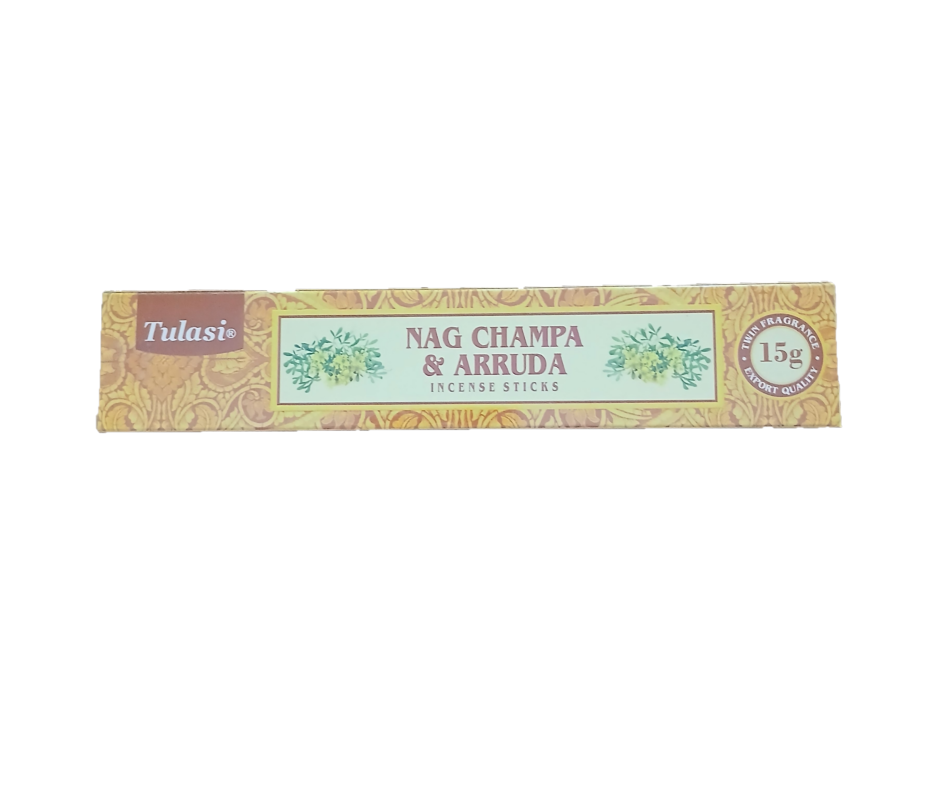 Tulasi®
NAG CHAMPA
& ARRUDA
INCENSE STICKS
TWIN FRAGRANCE
15g
EXPORT QUALITY